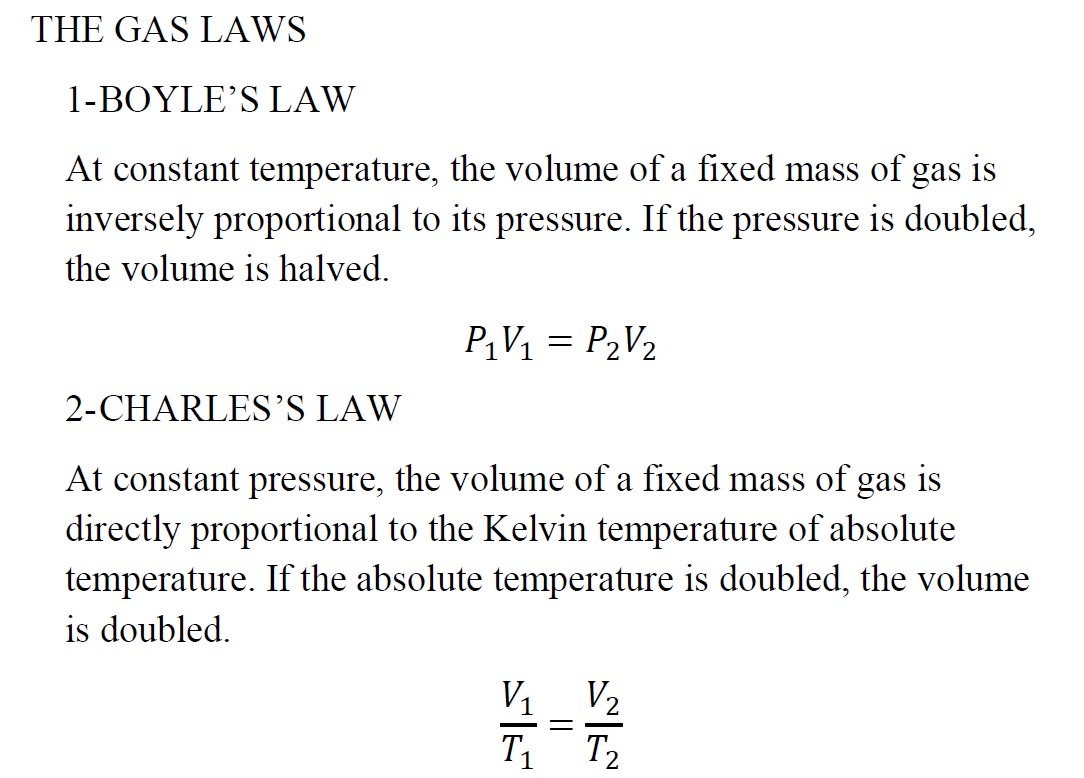 THE GAS LAWS
1-BOYLE’S LAW
At constant temperature, the volume of a fixed mass of gas is
inversely proportional to its pressure. If the pressure is doubled,
the volume is halved.
P₁V₁ = P₂V₂
2-CHARLES’S LAW
At constant pressure, the volume of a fixed mass of gas is
directly proportional to the Kelvin temperature of absolute
temperature. If the absolute temperature is doubled, the volume
is doubled.
V₁/T₁ = V₂/T₂